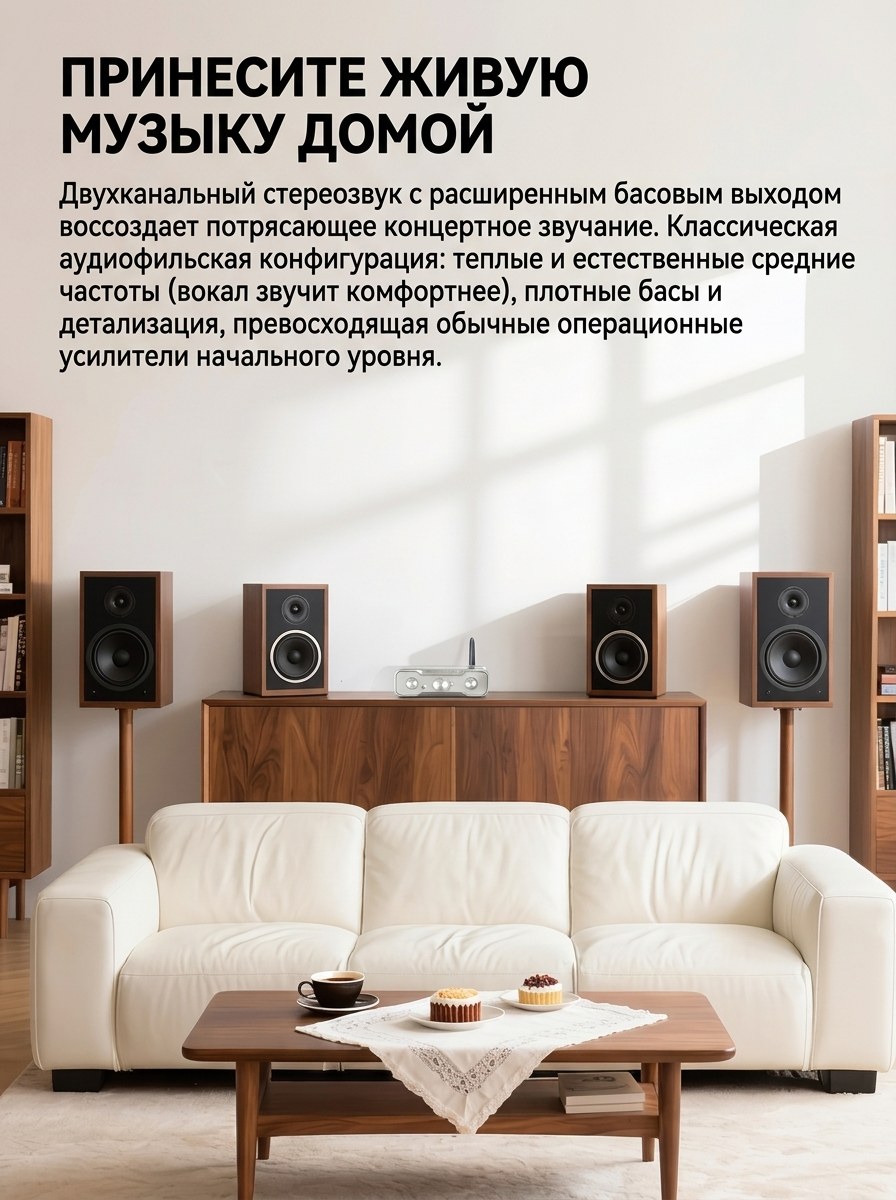 ПРИНЕСИТЕ ЖИВУЮ
МУЗЫКУ ДОМОЙ
Двухканальный стереозвук с расширенным басовым выходом
воссоздает потрясающее концертное звучание. Классическая
аудиофильская конфигурация: теплые и естественные средние
частоты (вокал звучит комфортнее), плотные басы и
детализация, превосходящая обычные операционные
усилители начального уровня.